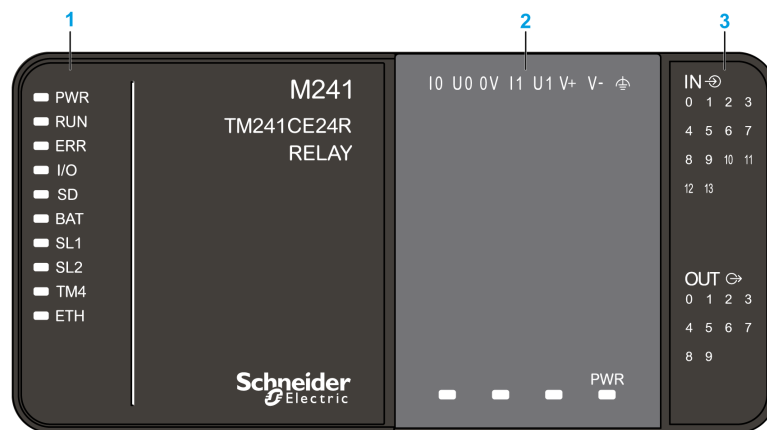 1
2
3
PWR
RUN
ERR
I/O
SD
BAT
SL1
SL2
TM4
ETH
M241
TM241CE24R
RELAY
Schneider
Electric
I0 U0 0V I1 U1 V+ V-
PWR
IN
0 1 2 3
4 5 6 7
8 9 10 11
12 13
OUT
0 1 2 3
4 5 6 7
8 9